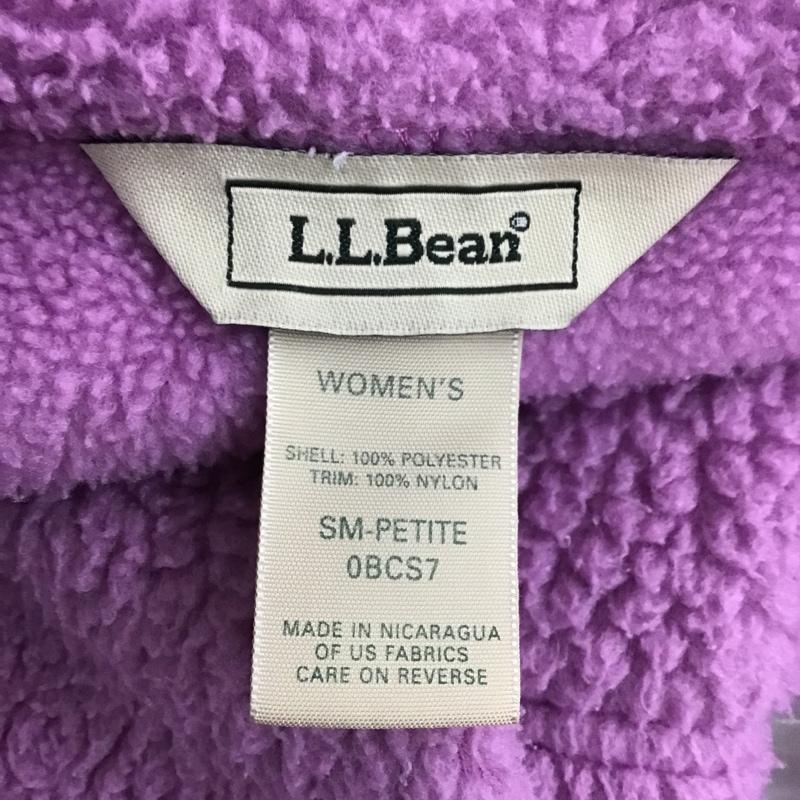 L.L.Bean®
WOMEN'S
SHELL: 100% POLYESTER
TRIM: 100% NYLON
SM-PETITE
0BCS7
MADE IN NICARAGUA
OF US FABRICS
CARE ON REVERSE